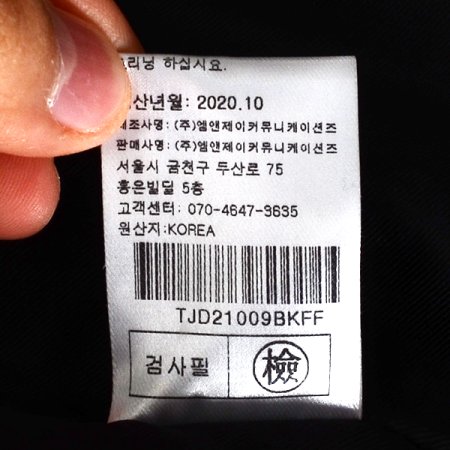 리닝 하십시요.
산년월: 2020.10
제조사명: (주)엠앤제이커뮤니케이션즈
판매사명: (주)엠앤제이커뮤니케이션즈
서울시 금천구 두산로 75
홍은빌딜 5층
고객센터: 070-4647-3635
원산지:KOREA
TJD21009BKFF
검사필 檢